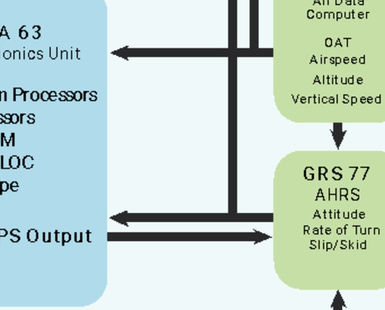 A 63
ionics Unit
n Processors
ssors
M
LOC
pe
PS Output
Air Data
Computer
OAT
Airspeed
Altitude
Vertical Speed
GRS 77
AHRS
Attitude
Rate of Turn
Slip/Skid